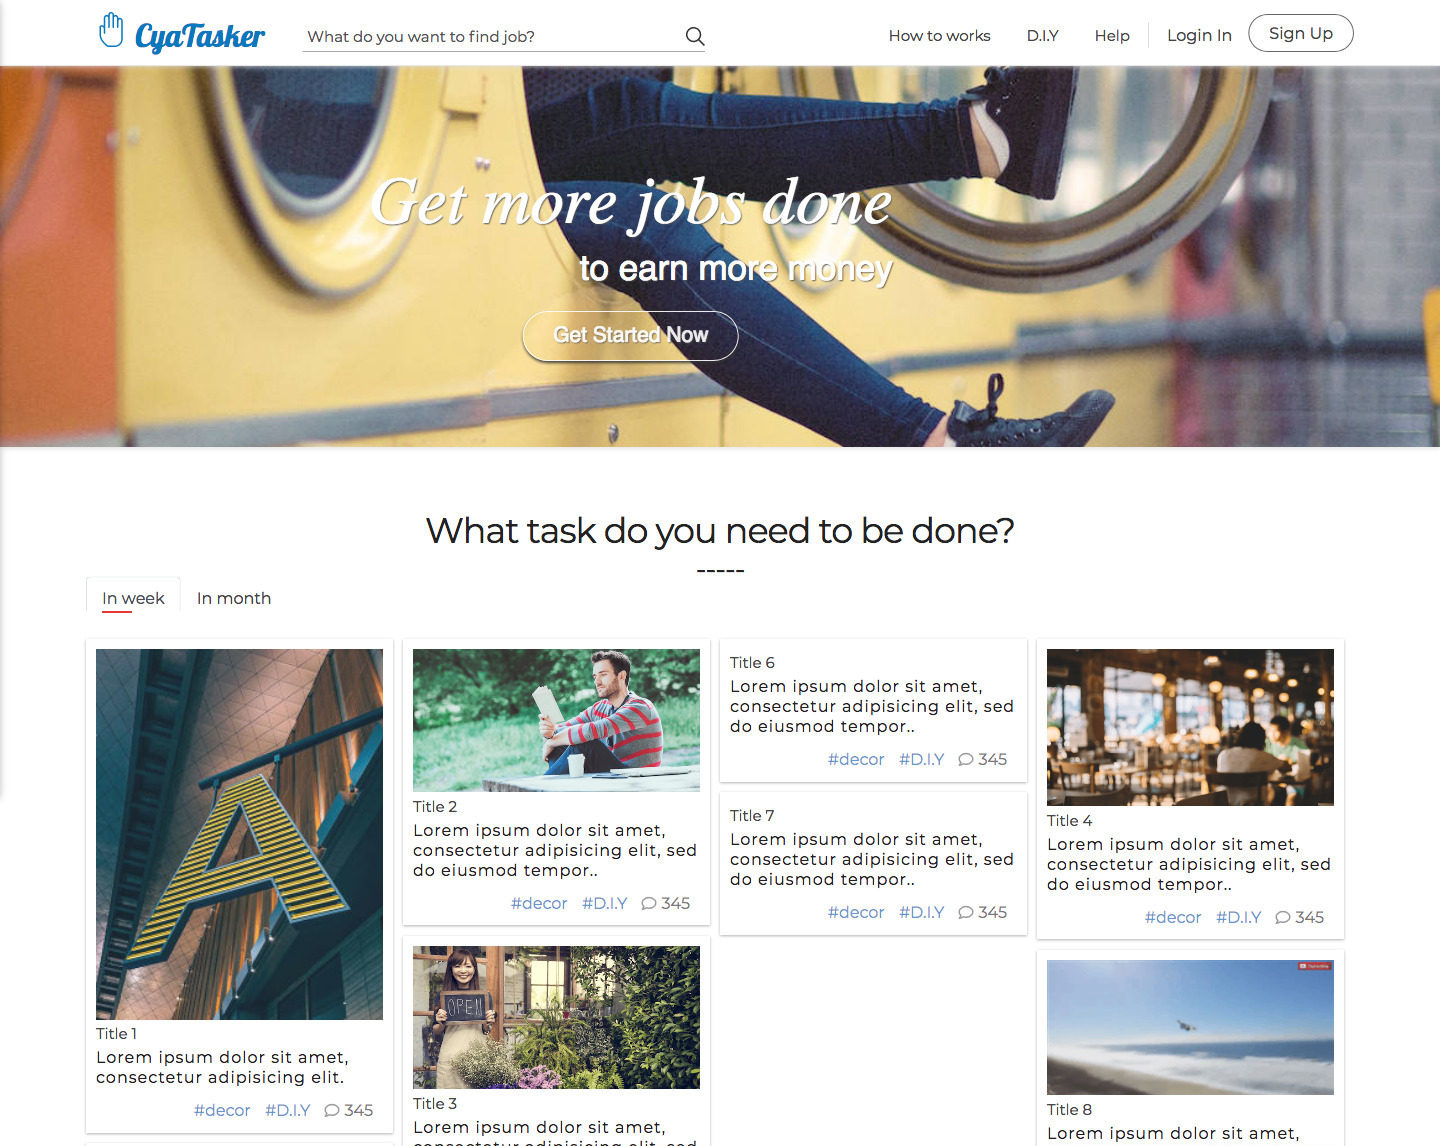 CyaTasker
What do you want to find job?
How to works
D.I.Y
Help
Login In
Sign Up
Get more jobs done
to earn more money
Get Started Now
What task do you need to be done?
-----
In week
In month
A
Title 1
Lorem ipsum dolor sit amet,
consectetur adipisicing elit.
#decor #D.I.Y 345
Title 2
Lorem ipsum dolor sit amet,
consectetur adipisicing elit, sed
do eiusmod tempor..
#decor #D.I.Y 345
OPEN
Title 3
Lorem ipsum dolor sit amet,
consectetur adipisicing elit, sed
Title 6
Lorem ipsum dolor sit amet,
consectetur adipisicing elit, sed
do eiusmod tempor..
#decor #D.I.Y 345
Title 7
Lorem ipsum dolor sit amet,
consectetur adipisicing elit, sed
do eiusmod tempor..
#decor #D.I.Y 345
Title 4
Lorem ipsum dolor sit amet,
consectetur adipisicing elit, sed
do eiusmod tempor..
#decor #D.I.Y 345
Title 8
Lorem ipsum dolor sit amet,